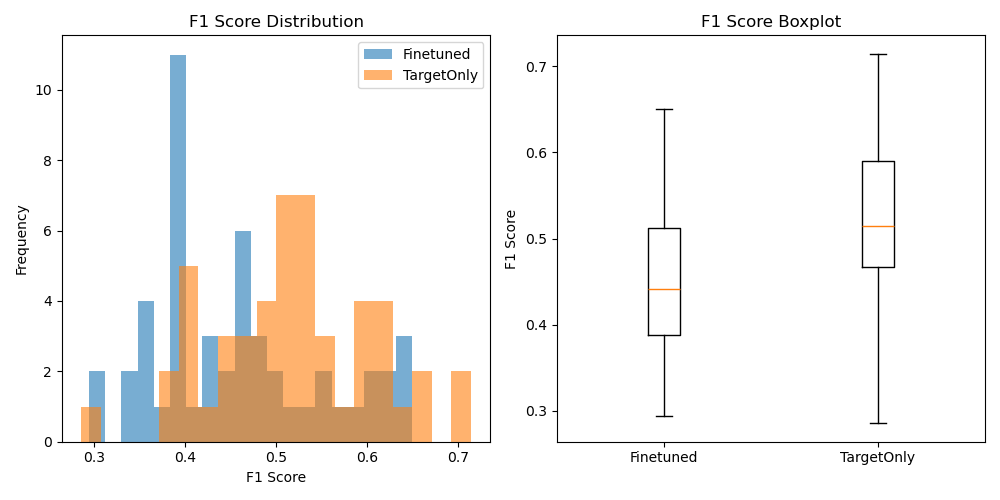 F1 Score Distribution
Finetuned
TargetOnly
Frequency
10
8
6
4
2
0
0.3 0.4 0.5 0.6 0.7
F1 Score
F1 Score Boxplot
F1 Score
0.7
0.6
0.5
0.4
0.3
Finetuned TargetOnly